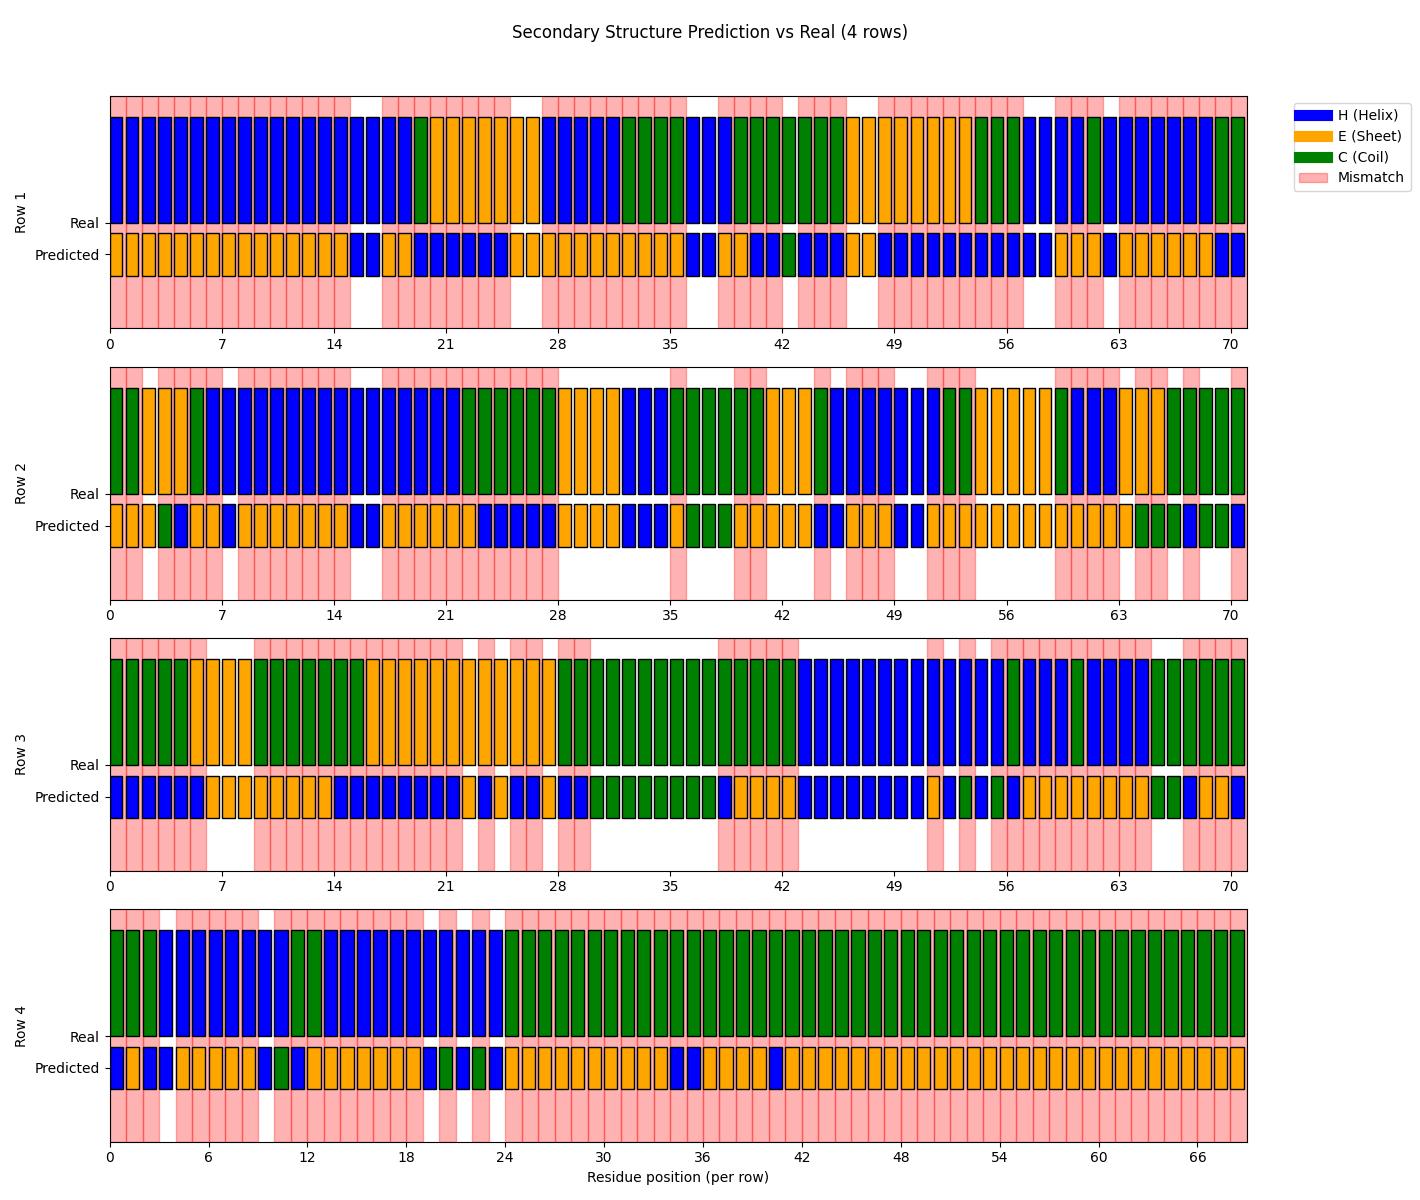 Secondary Structure Prediction vs Real (4 rows)
H (Helix)
E (Sheet)
C (Coil)
Mismatch
Row 1
Real
Predicted
0 7 14 21 28 35 42 49 56 63 70
Row 2
Real
Predicted
0 7 14 21 28 35 42 49 56 63 70
Row 3
Real
Predicted
0 7 14 21 28 35 42 49 56 63 70
Row 4
Real
Predicted
0 6 12 18 24 30 36 42 48 54 60 66
Residue position (per row)